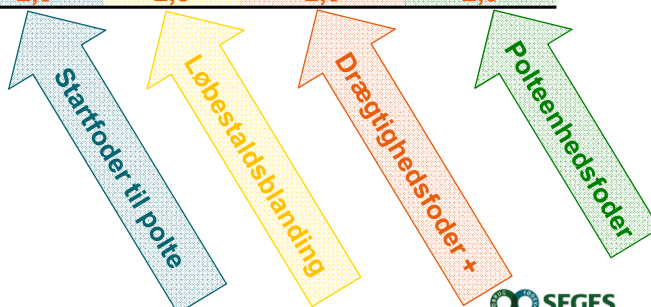 Startfoder til polte
Løbestaldsblanding
Drægtighedsfoder +
Polteenhedsfoder
SEGES